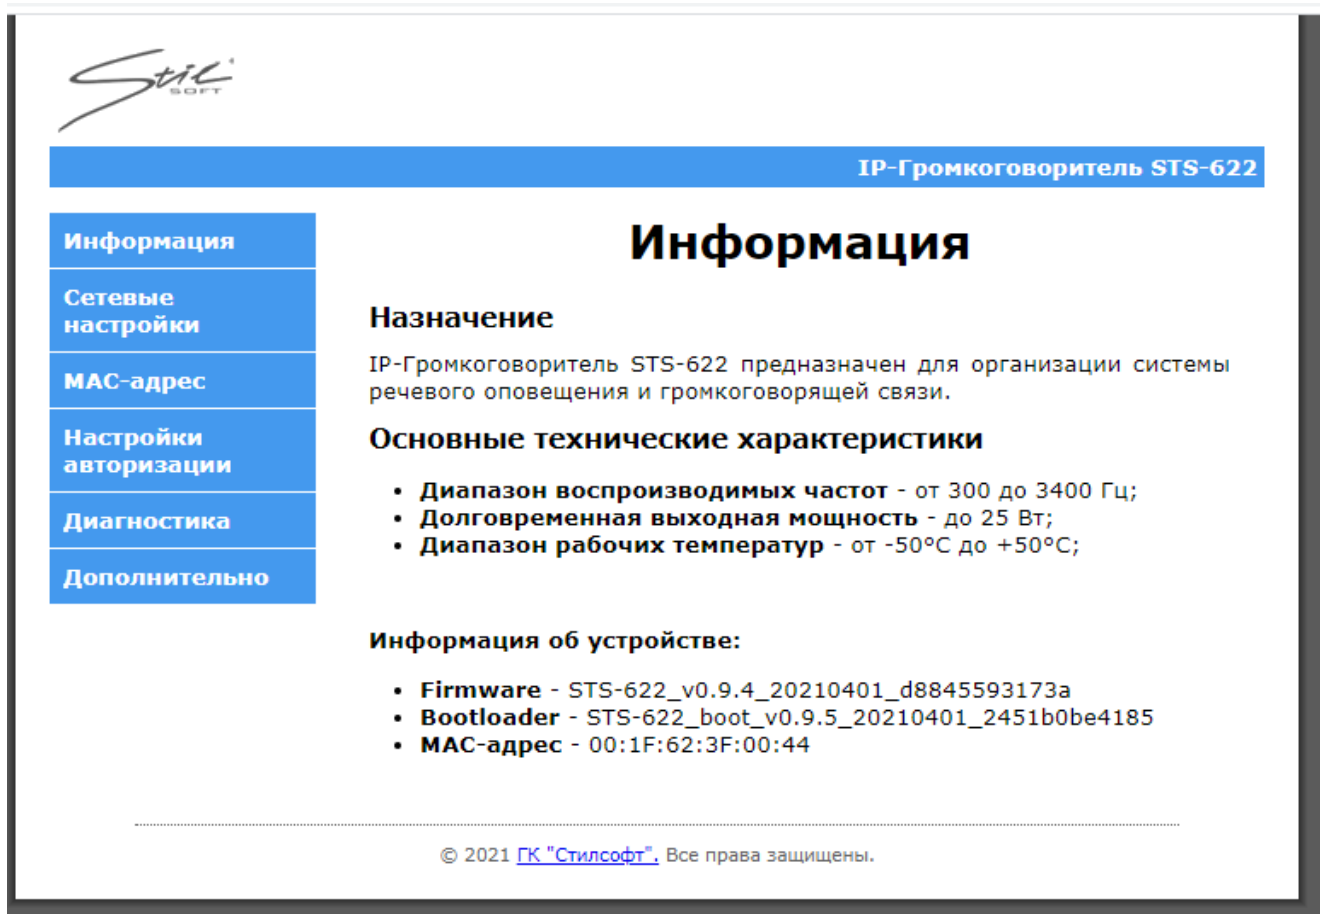 Stil
SOFT
IP-Громкоговоритель STS-622
Информация
Сетевые
настройки
MAC-адрес
Настройки
авторизации
Диагностика
Дополнительно
Информация
Назначение
IP-Громкоговоритель STS-622 предназначен для организации системы
речевого оповещения и громкоговорящей связи.
Основные технические характеристики
• Диапазон воспроизводимых частот - от 300 до 3400 Гц;
• Долговременная выходная мощность - до 25 Вт;
• Диапазон рабочих температур - от -50°C до +50°C;
Информация об устройстве:
• Firmware - STS-622_v0.9.4_20210401_d8845593173a
• Bootloader - STS-622_boot_v0.9.5_20210401_2451b0be4185
• MAC-адрес - 00:1F:62:3F:00:44
© 2021 ГК "Стилсофт". Все права защищены.